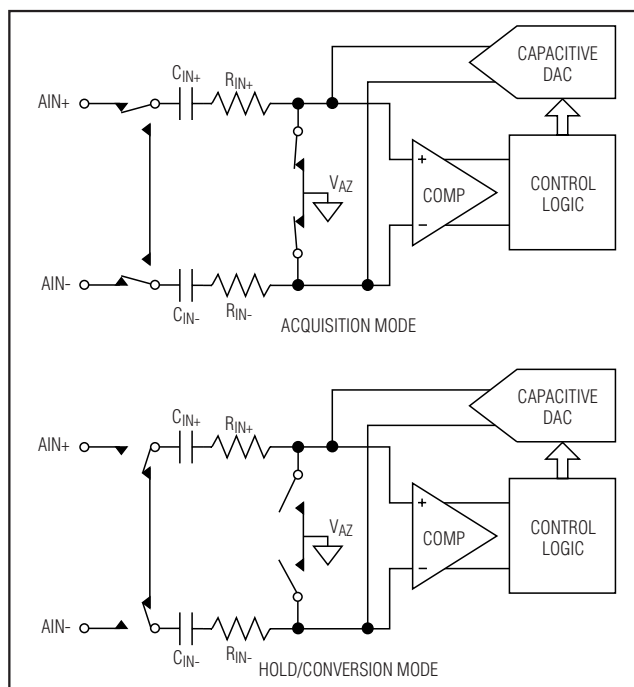 CAPACITIVE
DAC
CIN+
RIN+
AIN+
VAZ
+
COMP
−
CONTROL
LOGIC
AIN-
CIN-
RIN-
ACQUISITION MODE
CAPACITIVE
DAC
CIN+
RIN+
AIN+
VAZ
+
COMP
−
CONTROL
LOGIC
AIN-
CIN-
RIN-
HOLD/CONVERSION MODE